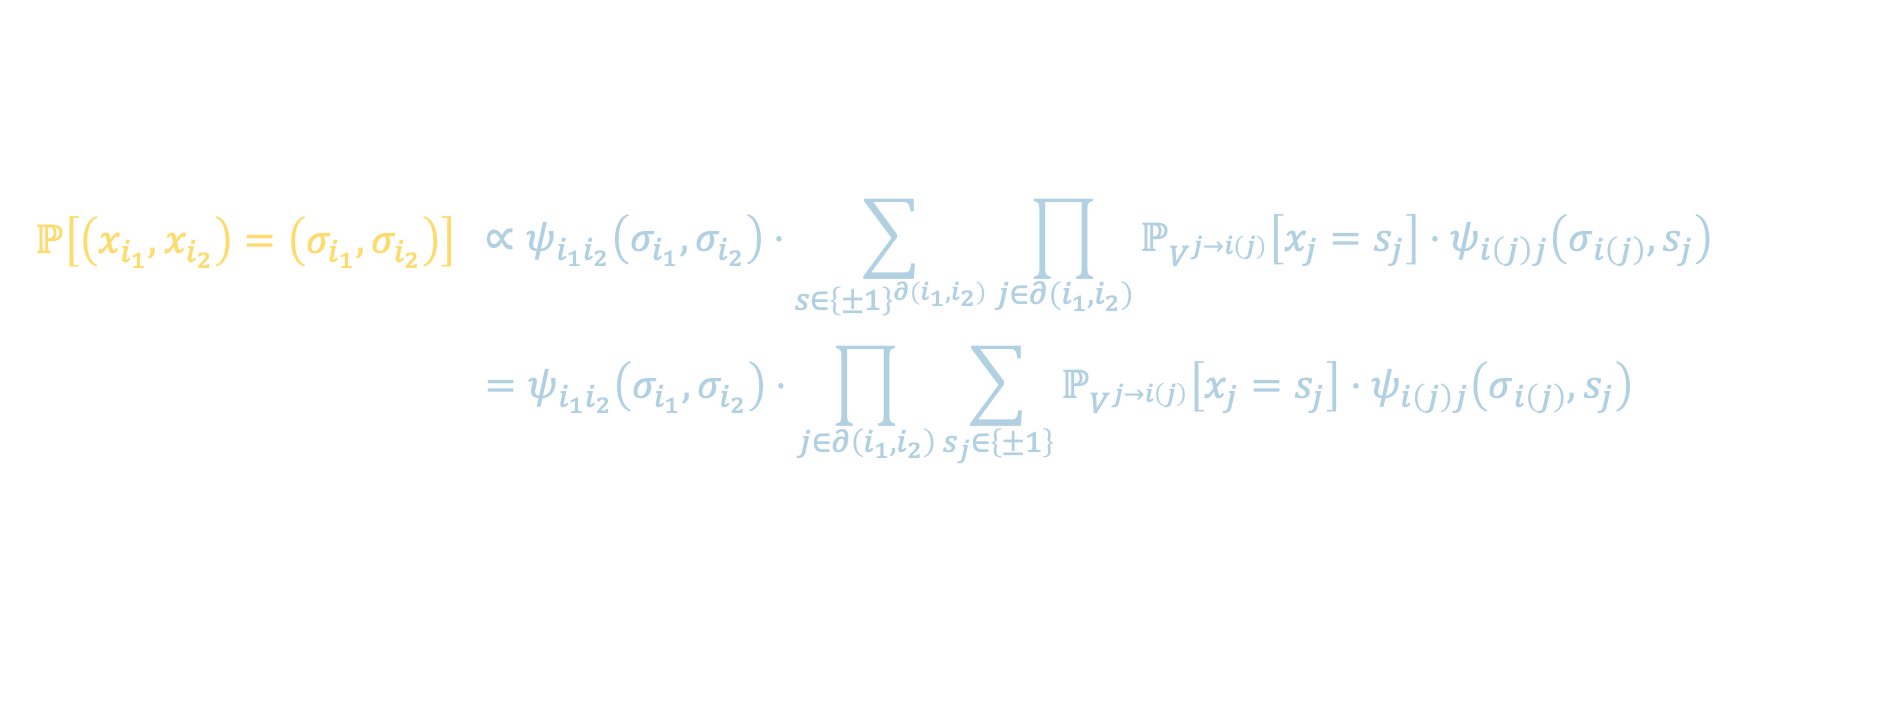 ℙ[(x_{i_1}, x_{i_2}) = (σ_{i_1}, σ_{i_2})] ∝ ψ_{i_1 i_2}(σ_{i_1}, σ_{i_2}) · ∑_{s∈{±1}^{∂(i_1,i_2)}} ∏_{j∈∂(i_1,i_2)} ℙ_{V^{j→i(j)}}[x_j = s_j] · ψ_{i(j)j}(σ_{i(j)}, s_j)
= ψ_{i_1 i_2}(σ_{i_1}, σ_{i_2}) · ∏_{j∈∂(i_1,i_2)} ∑_{s_j∈{±1}} ℙ_{V^{j→i(j)}}[x_j = s_j] · ψ_{i(j)j}(σ_{i(j)}, s_j)